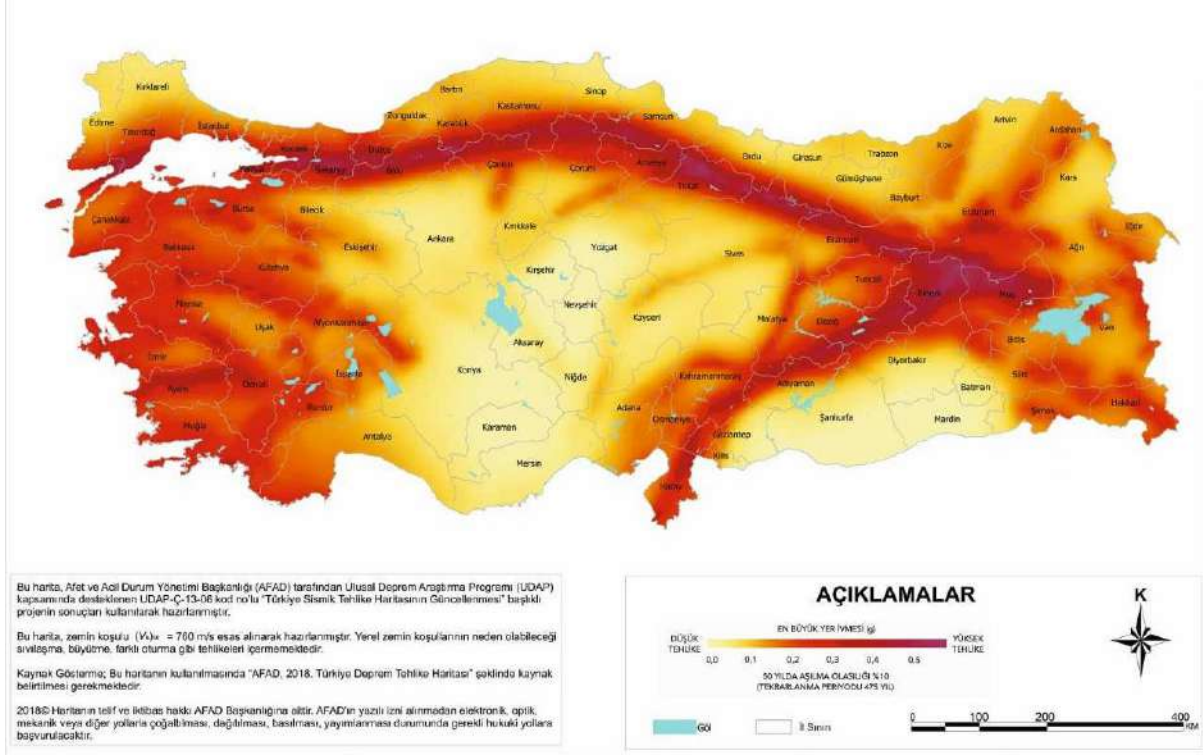 Kırklareli
Edirne
Tekirdağ
İstanbul
Kocaeli
Yalova
Sakarya
Düzce
Bolu
Zonguldak
Bartın
Karabük
Kastamonu
Sinop
Samsun
Çankırı
Çorum
Amasya
Tokat
Ordu
Giresun
Trabzon
Rize
Artvin
Ardahan
Kars
Gümüşhane
Bayburt
Erzurum
Erzincan
Iğdır
Ağrı
Çanakkale
Balıkesir
Bursa
Bilecik
Eskişehir
Kütahya
Ankara
Kırıkkale
Yozgat
Sivas
Kırşehir
Nevşehir
Kayseri
Tunceli
Bingöl
Muş
Van
Bitlis
Manisa
Uşak
Afyonkarahisar
İzmir
Aydın
Denizli
Isparta
Burdur
Muğla
Antalya
Konya
Aksaray
Niğde
Karaman
Mersin
Adana
Osmaniye
Kahramanmaraş
Malatya
Elazığ
Adıyaman
Diyarbakır
Batman
Siirt
Şırnak
Hakkari
Şanlıurfa
Mardin
Gaziantep
Kilis
Hatay
Bu harita, Afet ve Acil Durum Yönetimi Başkanlığı (AFAD) tarafından Ulusal Deprem Araştırma Programı (UDAP)
kapsamında desteklenen UDAP-Ç-13-06 kod no'lu "Türkiye Sismik Tehlike Haritasının Güncellenmesi" başlıklı
projenin sonuçları kullanılarak hazırlanmıştır.
Bu harita, zemin koşulu (Vs)30 = 760 m/s esas alınarak hazırlanmıştır. Yerel zemin koşullarının neden olabileceği
sıvılaşma, büyütme, farklı oturma gibi tehlikeleri içermemektedir.
Kaynak Gösterme; Bu haritanın kullanılmasında "AFAD, 2018. Türkiye Deprem Tehlike Haritası" şeklinde kaynak
belirtilmesi gerekmektedir.
2018© Haritanın telif ve iktibas hakkı AFAD Başkanlığına aittir. AFAD'ın yazılı izni alınmadan elektronik, optik,
mekanik veya diğer yollarla çoğaltılması, dağıtılması, basılması, yayımlanması durumunda gerekli hukuki yollara
başvurulacaktır.
AÇIKLAMALAR
EN BÜYÜK YER İVMESİ (g)
DÜŞÜK TEHLİKE
YÜKSEK TEHLİKE
0,0 0,1 0,2 0,3 0,4 0,5
50 YILDA AŞILMA OLASILIĞI %10
(TEKRARLANMA PERİYODU 475 YIL)
Göl
İl Sınırı
K
0 100 200 400
KM